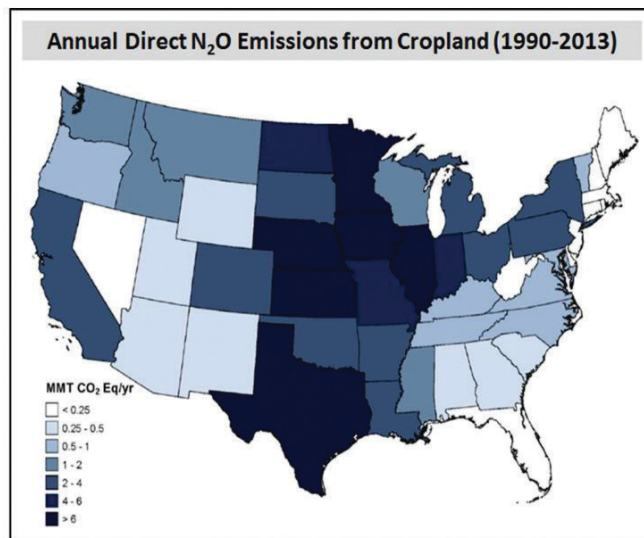 Annual Direct N₂O Emissions from Cropland (1990-2013)
MMT CO₂ Eq/yr
< 0.25
0.25 - 0.5
0.5 - 1
1 - 2
2 - 4
4 - 6
> 6